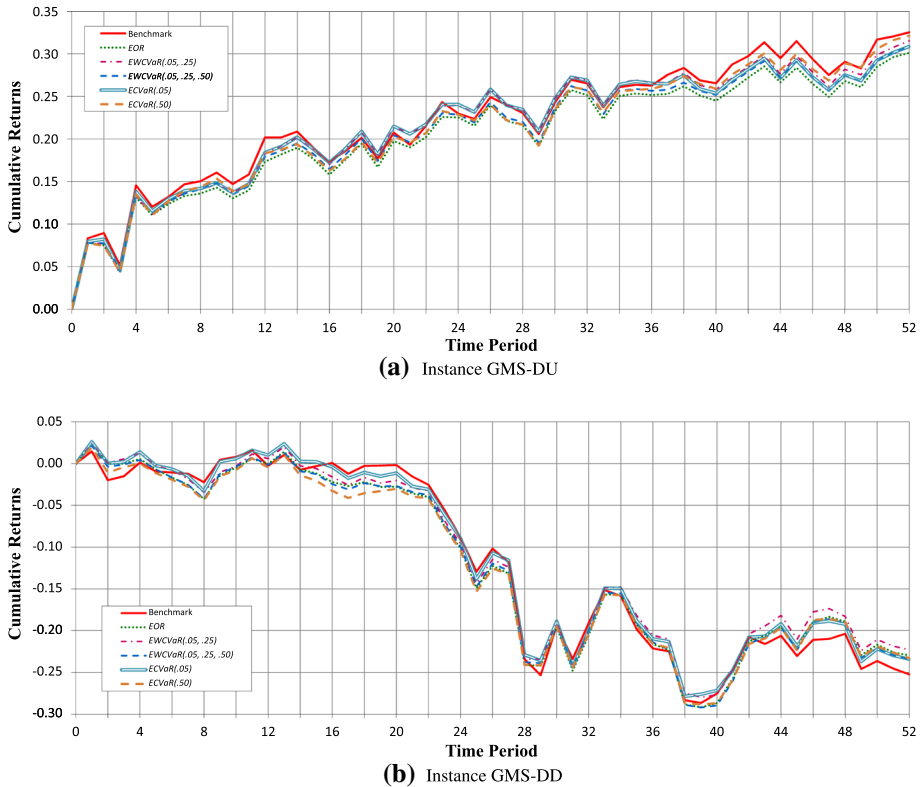 0.35
0.30
0.25
0.20
0.15
0.10
0.05
0.00
Cumulative Returns
Benchmark
EOR
EWCVaR(.05, .25)
EWCVaR(.05, .25, .50)
ECVaR(.05)
ECVaR(.50)
0 4 8 12 16 20 24 28 32 36 40 44 48 52
Time Period
(a) Instance GMS-DU
0.05
0.00
-0.05
-0.10
-0.15
-0.20
-0.30
Cumulative Returns
Benchmark
EOR
EWCVaR(.05, .25)
EWCVaR(.05, .25, .50)
ECVaR(.05)
ECVaR(.50)
0 4 8 12 16 20 24 28 32 36 40 44 48 52
Time Period
(b) Instance GMS-DD